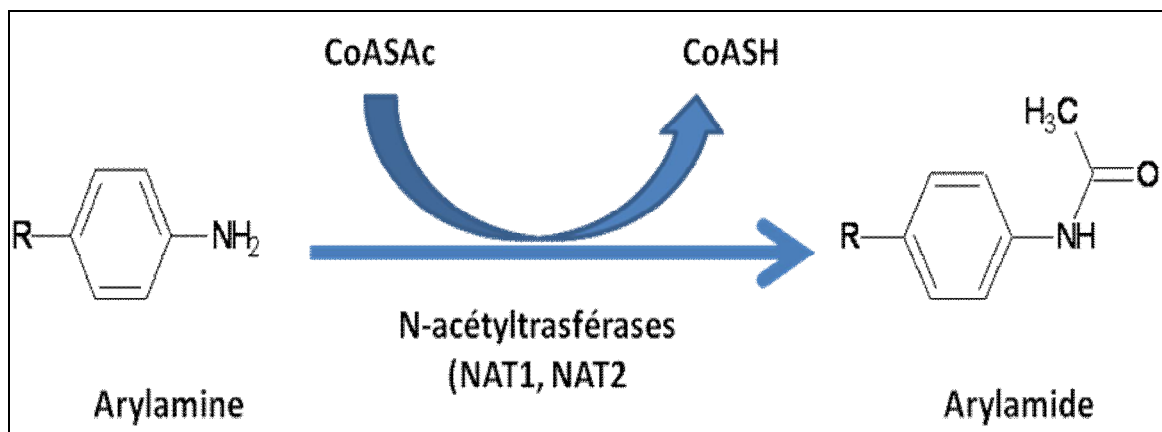 CoASAc
CoASH
H3C
O
R
NH2
R
NH
N-acétyltrasférases
(NAT1, NAT2
Arylamine
Arylamide